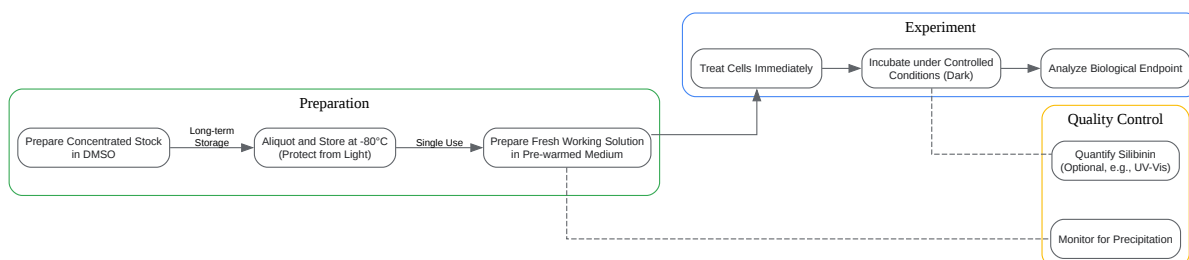 Experiment
Treat Cells Immediately
Incubate under Controlled
Conditions (Dark)
Analyze Biological Endpoint
Preparation
Prepare Concentrated Stock
in DMSO
Long-term
Storage
Aliquot and Store at -80°C
(Protect from Light)
Single Use
Prepare Fresh Working Solution
in Pre-warmed Medium
Quality Control
Quantify Silibinin
(Optional, e.g., UV-Vis)
Monitor for Precipitation